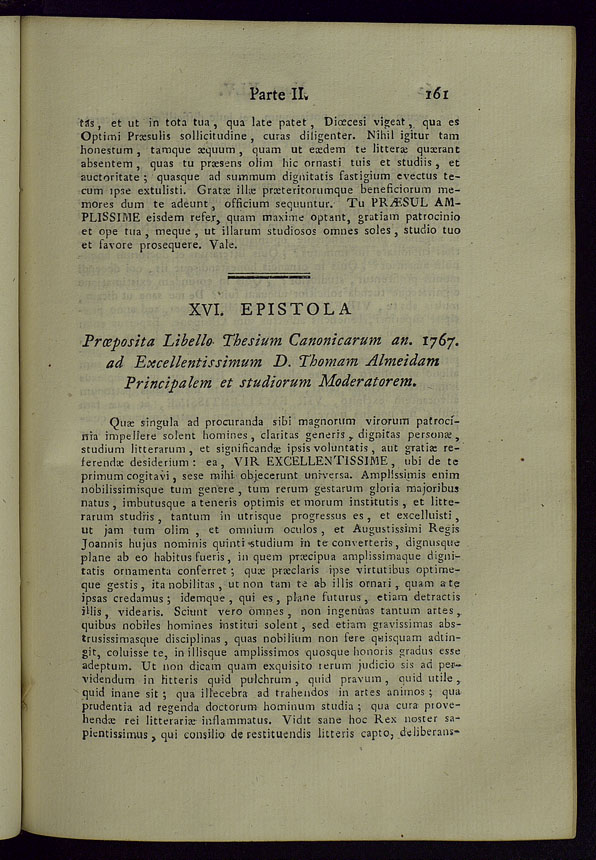 Parte II. 161
tās, et ut in tota tua, qua late patet, Diœcesi vigeat, qua es
Optimi Præsulis sollicitudine, curas diligenter. Nihil igitur tam
honestum, tamque æquum, quam ut eædem te litteræ quærant
absentem, quas tu præsens olim hic ornasti tuis et studiis, et
auctoritate; quasque ad summum dignitatis fastigium evectus te-
cum ipse extulisti. Gratæ illæ præteritorumque beneficiorum me-
mores dum te adeunt, officium sequuntur. Tu PRÆSUL AM-
PLISSIME eisdem refer, quam maxime optant, gratiam patrocinio
et ope tua, meque, ut illarum studiosos omnes soles, studio tuo
et favore prosequere. Vale.
XVI. EPISTOLA
Præposita Libello Thesium Canonicarum an. 1767.
ad Excellentissimum D. Thomam Almeidam
Principalem et studiorum Moderatorem.
Quæ singula ad procuranda sibi magnorum virorum patrocí-
nia impellere solent homines, claritas generis, dignitas personæ,
studium litterarum, et significandæ ipsis voluntatis, aut gratiæ re-
ferendæ desiderium: ea, VIR EXCELLENTISSIME, ubi de te
primum cogitavi, sese mihi objecerunt universa. Amplissimis enim
nobilissimisque tum genere, tum rerum gestarum gloria majoribus
natus, imbutusque a teneris optimis et morum institutis, et litte-
rarum studiis, tantum in utrisque progressus es, et excelluisti,
ut jam tum olim, et omnium oculos, et Augustissimi Regis
Joannis hujus nominis quinti studium in te converteris, dignusque
plane ab eo habitus fueris, in quem præcipua amplissimaque digni-
tatis ornamenta conferret; quæ præclaris ipse virtutibus optime-
que gestis, ita nobilitas, ut non tam te ab illis ornari, quam a te
ipsas credamus; idemque, qui es, plane futurus, etiam detractis
illis, videaris. Sciunt vero omnes, non ingenuas tantum artes,
quibus nobiles homines institui solent, sed etiam gravissimas abs-
trusissimasque disciplinas, quas nobilium non fere quisquam attin-
git, coluisse te, in illisque amplissimos quosque honoris gradus esse
adeptum. Ut non dicam quam exquisito rerum judicio sis ad per-
videndum in litteris quid pulchrum, quid pravum, quid utile,
quid inane sit; qua illecebra ad trahendos in artes animos; qua
prudentia ad regenda doctorum hominum studia; qua cura prove-
hendæ rei litterariæ inflammatus. Vidit sane hoc Rex noster sa-
pientissimus, qui consilio de restituendis litteris capto, deliberans-